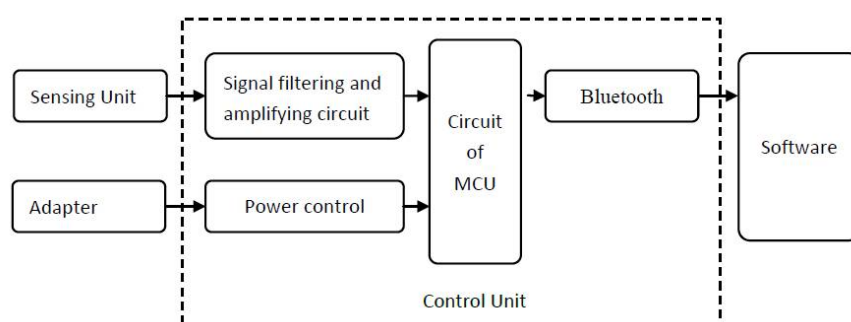 Sensing Unit
Signal filtering and
amplifying circuit
Circuit
of
MCU
Bluetooth
Software
Adapter
Power control
Control Unit